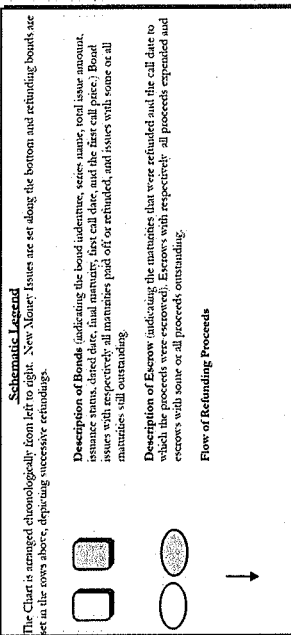 Schematic Legend
The Chart is arranged chronologically from left to right. New Money Issues are set along the bottom and refunding bonds are
set in the rows above, depicting successive refundings.
Description of Bonds (indicating the bond indenture, series name, total issue amount,
issuance status, dated date, final maturity, first call date, and the first call price.) Bond
issues with respectively all maturities paid off or refunded, and issues with some or all
maturities still outstanding.
Description of Escrow (indicating the maturities that were refunded and the call date to
which the proceeds were escrowed). Escrows with respectively all proceeds expended and
escrows with some or all proceeds outstanding.
Flow of Refunding Proceeds